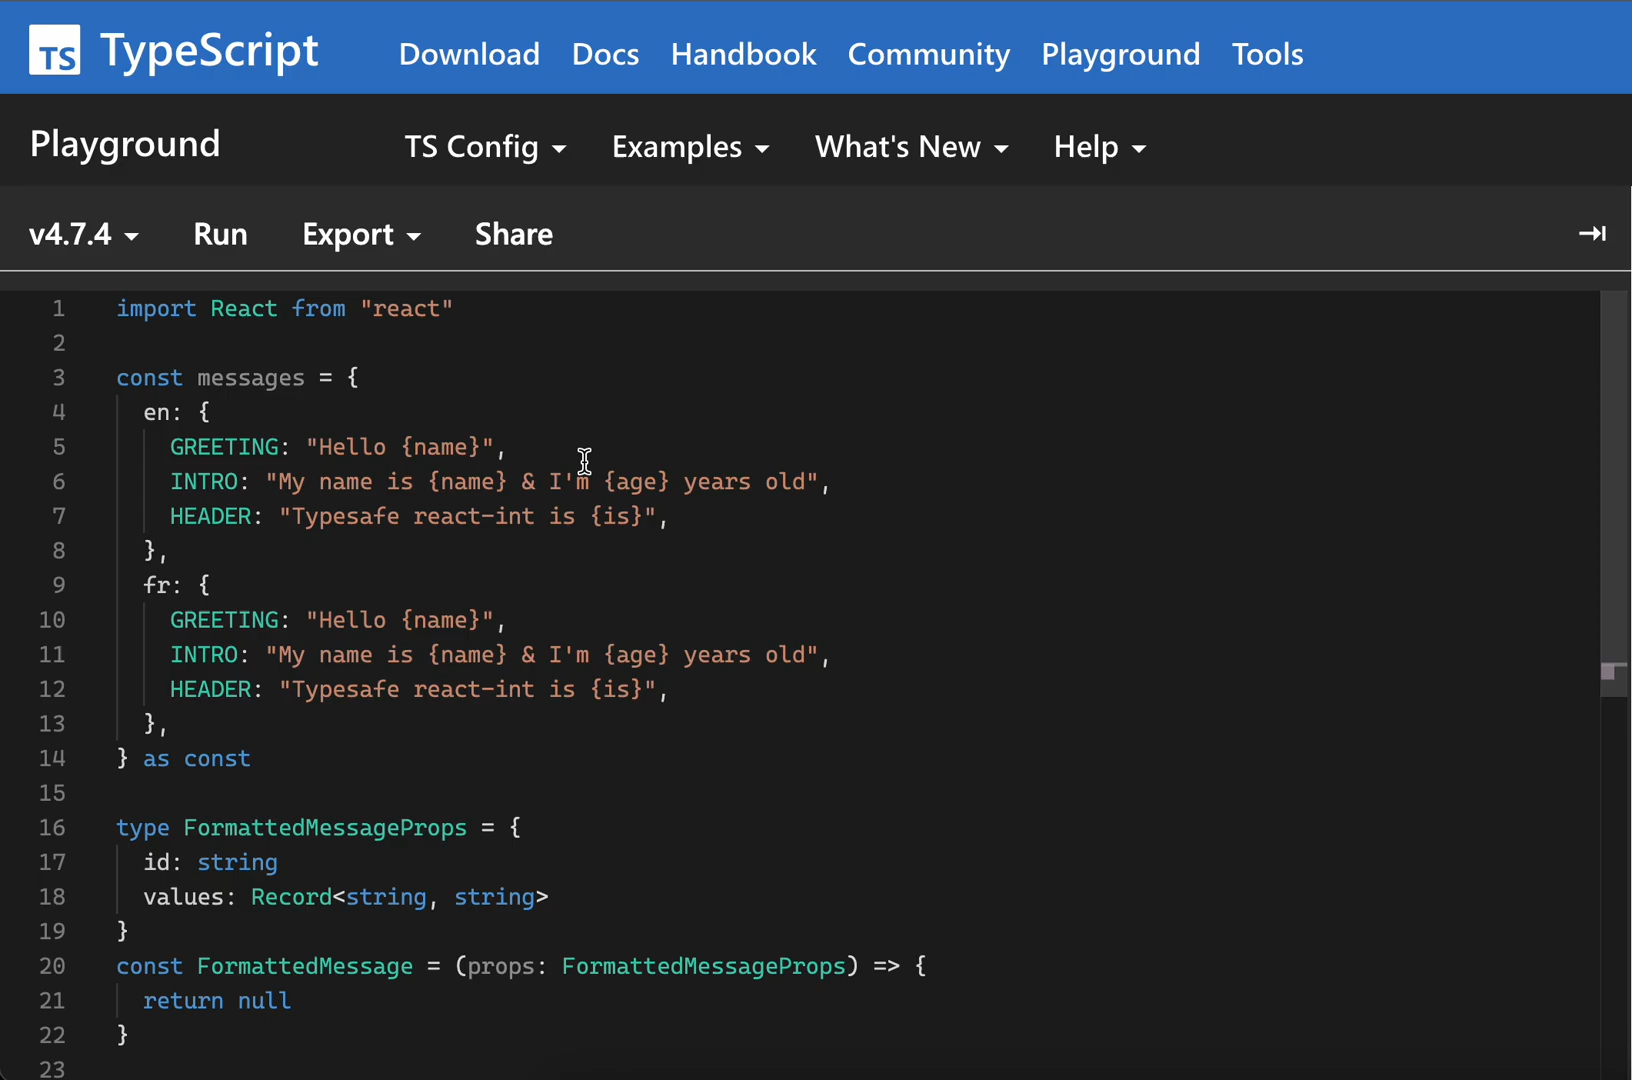 TS TypeScript Download Docs Handbook Community Playground Tools
Playground TS Config Examples What's New Help
v4.7.4 Run Export Share
1 import React from "react"
2
3 const messages = {
4 en: {
5 GREETING: "Hello {name}",
6 INTRO: "My name is {name} & I'm {age} years old",
7 HEADER: "Typesafe react-int is {is}",
8 },
9 fr: {
10 GREETING: "Hello {name}",
11 INTRO: "My name is {name} & I'm {age} years old",
12 HEADER: "Typesafe react-int is {is}",
13 },
14 } as const
15
16 type FormattedMessageProps = {
17 id: string
18 values: Record<string, string>
19 }
20 const FormattedMessage = (props: FormattedMessageProps) => {
21 return null
22 }
23